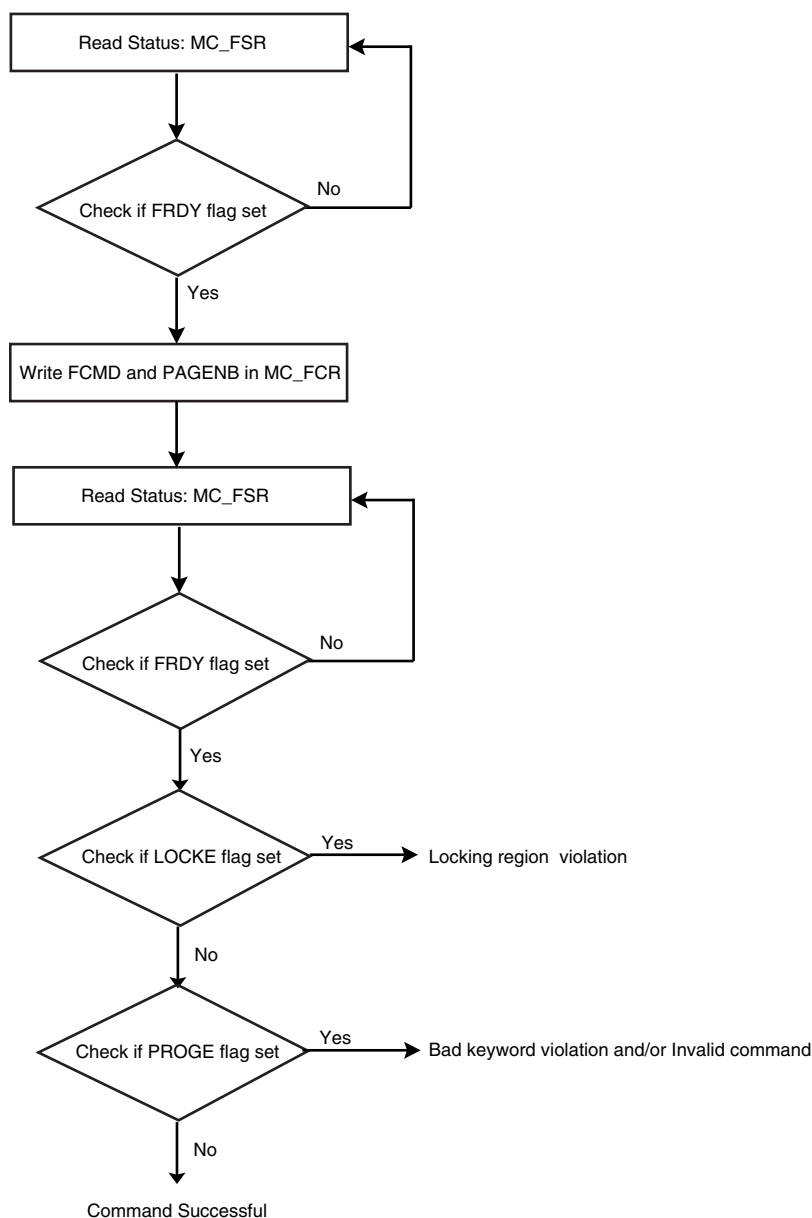 Read Status: MC_FSR
No
Check if FRDY flag set
Yes
Write FCMD and PAGENB in MC_FCR
Read Status: MC_FSR
No
Check if FRDY flag set
Yes
Yes
Check if LOCKE flag set
Locking region violation
No
Yes
Check if PROGE flag set
Bad keyword violation and/or Invalid command
No
Command Successful